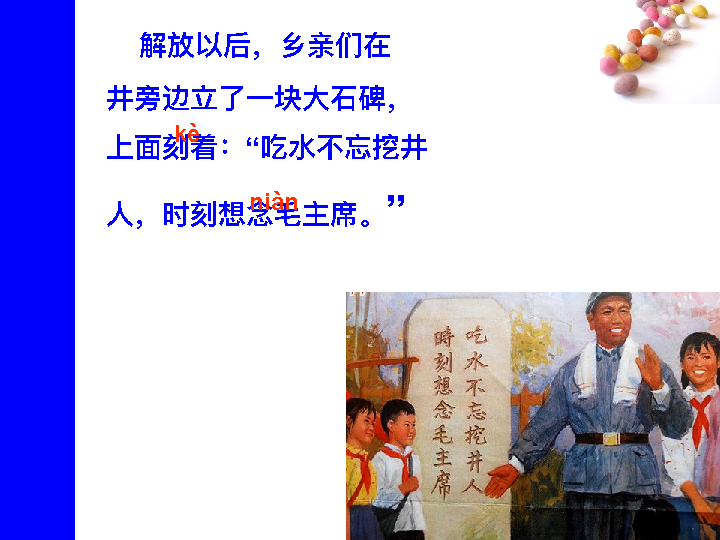 解放以后，乡亲们在
井旁边立了一块大石碑，
kè
上面刻着：“吃水不忘挖井
niàn
人，时刻想念毛主席。”
吃水不忘挖井人
時刻想念毛主席